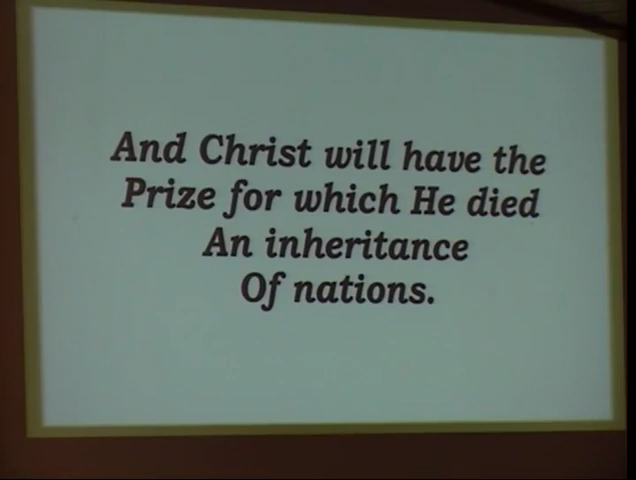 And Christ will have the
Prize for which He died
An inheritance
Of nations.